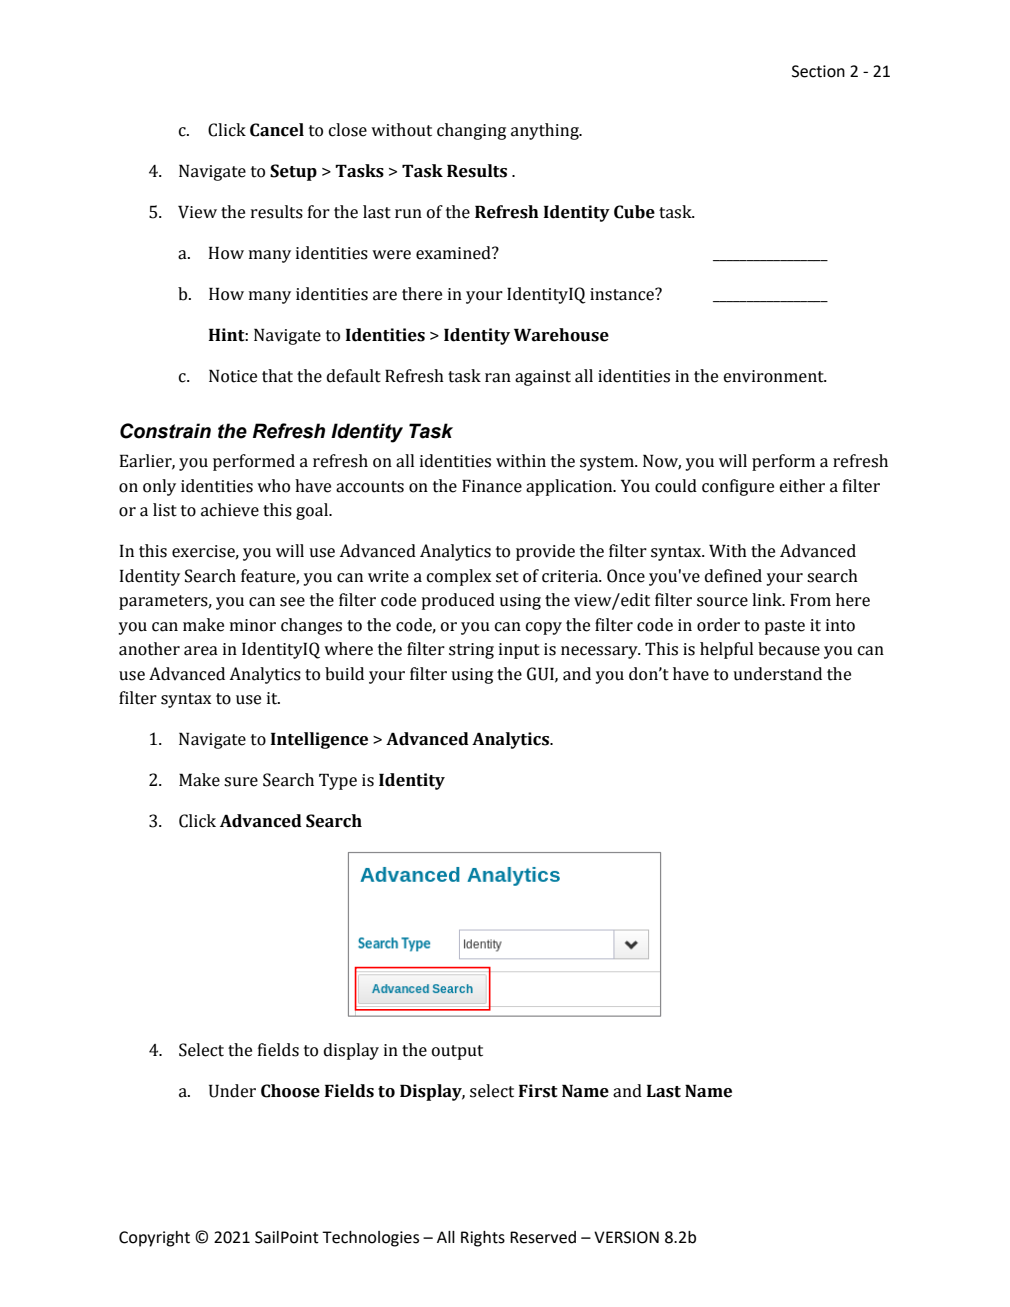 Section 2 - 21
c. Click Cancel to close without changing anything.
4. Navigate to Setup > Tasks > Task Results .
5. View the results for the last run of the Refresh Identity Cube task.
a. How many identities were examined? ________________
b. How many identities are there in your IdentityIQ instance? ________________
Hint: Navigate to Identities > Identity Warehouse
c. Notice that the default Refresh task ran against all identities in the environment.
Constrain the Refresh Identity Task
Earlier, you performed a refresh on all identities within the system. Now, you will perform a refresh
on only identities who have accounts on the Finance application. You could configure either a filter
or a list to achieve this goal.
In this exercise, you will use Advanced Analytics to provide the filter syntax. With the Advanced
Identity Search feature, you can write a complex set of criteria. Once you've defined your search
parameters, you can see the filter code produced using the view/edit filter source link. From here
you can make minor changes to the code, or you can copy the filter code in order to paste it into
another area in IdentityIQ where the filter string input is necessary. This is helpful because you can
use Advanced Analytics to build your filter using the GUI, and you don’t have to understand the
filter syntax to use it.
1. Navigate to Intelligence > Advanced Analytics.
2. Make sure Search Type is Identity
3. Click Advanced Search
Advanced Analytics
Search Type Identity
Advanced Search
4. Select the fields to display in the output
a. Under Choose Fields to Display, select First Name and Last Name
Copyright © 2021 SailPoint Technologies – All Rights Reserved – VERSION 8.2b